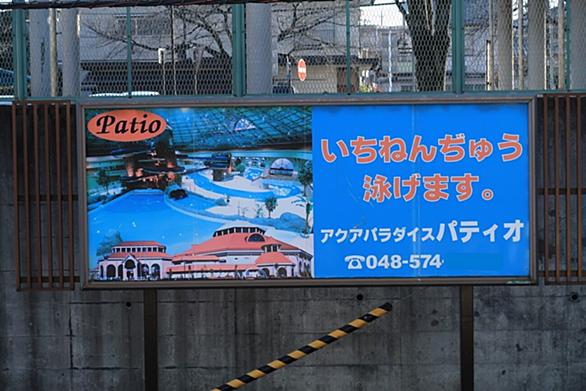 Patio
いちねんぢゅう
泳げます。
アクアパラダイスパティオ
☎048-574